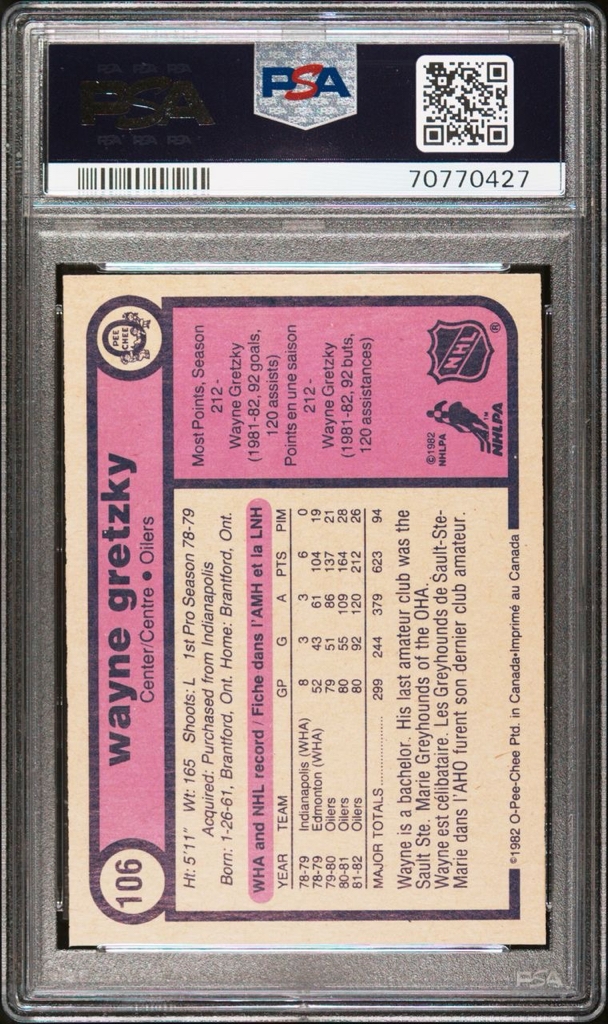 PSA
PSA
70770427
106
wayne gretzky
Center/Centre • Oilers
O
PEE
CHEE
Ht: 5'11" Wt: 165 Shoots: L 1st Pro Season 78-79
Acquired: Purchased from Indianapolis
Born: 1-26-61, Brantford, Ont. Home: Brantford, Ont.
WHA and NHL record / Fiche dans l'AMH et la LNH
YEAR TEAM GP G A PTS PIM
78-79 Indianapolis (WHA) 8 3 3 6 0
78-79 Edmonton (WHA) 52 43 61 104 19
79-80 Oilers 79 51 86 137 21
80-81 Oilers 80 55 109 164 28
81-82 Oilers 80 92 120 212 26
MAJOR TOTALS .................. 299 244 379 623 94
Wayne is a bachelor. His last amateur club was the
Sault Ste. Marie Greyhounds of the OHA.
Wayne est célibataire. Les Greyhounds de Sault-Ste-
Marie dans l'AHO furent son dernier club amateur.
©1982 O-Pee-Chee Ptd. in Canada-Imprimé au Canada
Most Points, Season
212 -
Wayne Gretzky
(1981-82, 92 goals,
120 assists)
Points en une saison
212 -
Wayne Gretzky
(1981-82, 92 buts,
120 assistances)
©1982
NHLPA
NHLPA™
NHL®
PSA